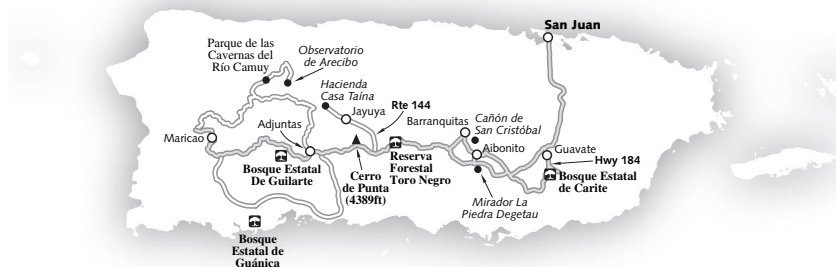 San Juan
Parque de las
Cavernas del
Río Camuy
Observatorio
de Arecibo
Hacienda
Casa Taína
Jayuya
Rte 144
Barranquitas
Cañón de
San Cristóbal
Maricao
Adjuntas
Aibonito
Guavate
Hwy 184
Bosque Estatal
De Guilarte
Cerro
de Punta
(4389ft)
Reserva
Forestal
Toro Negro
Bosque Estatal
de Carite
Mirador La
Piedra Degetau
Bosque
Estatal de
Guánica